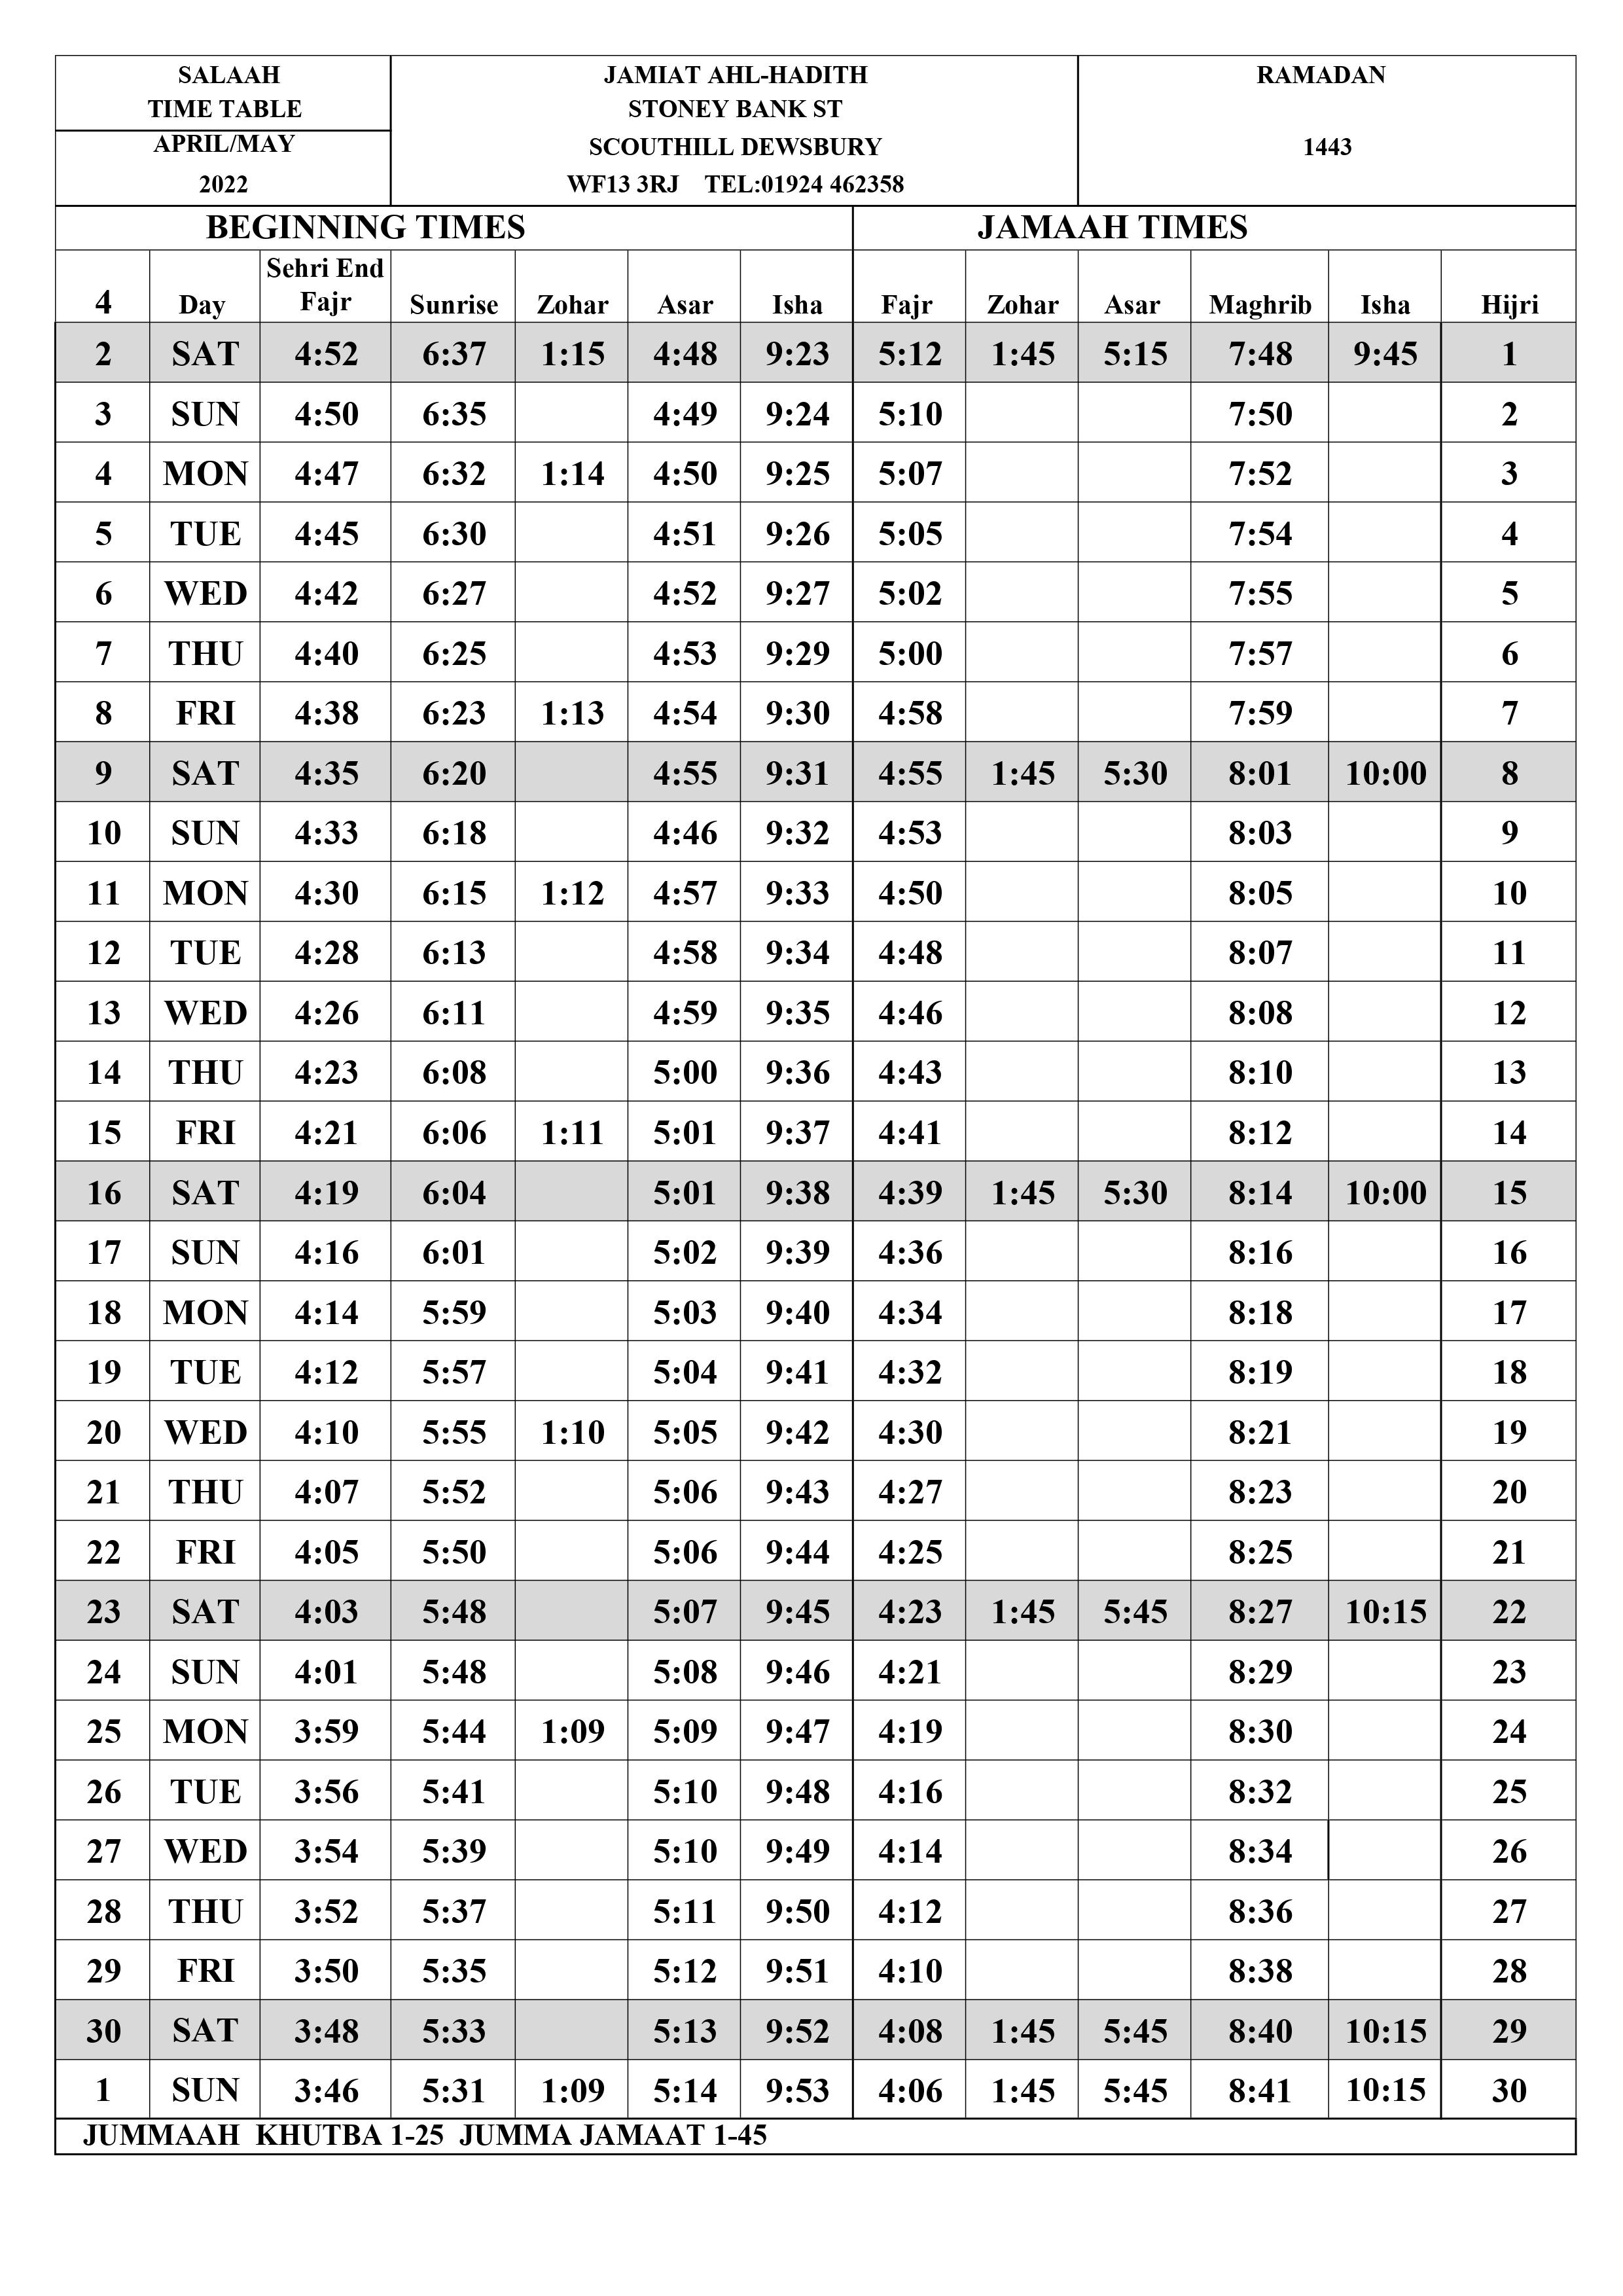 SALAAH
TIME TABLE
APRIL/MAY
2022
JAMIAT AHL-HADITH
STONEY BANK ST
SCOUTHILL DEWSBURY
WF13 3RJ TEL:01924 462358
RAMADAN
1443
BEGINNING TIMES JAMAAH TIMES
4 Day Sehri End Fajr Sunrise Zohar Asar Isha Fajr Zohar Asar Maghrib Isha Hijri
2 SAT 4:52 6:37 1:15 4:48 9:23 5:12 1:45 5:15 7:48 9:45 1
3 SUN 4:50 6:35 4:49 9:24 5:10 7:50 2
4 MON 4:47 6:32 1:14 4:50 9:25 5:07 7:52 3
5 TUE 4:45 6:30 4:51 9:26 5:05 7:54 4
6 WED 4:42 6:27 4:52 9:27 5:02 7:55 5
7 THU 4:40 6:25 4:53 9:29 5:00 7:57 6
8 FRI 4:38 6:23 1:13 4:54 9:30 4:58 7:59 7
9 SAT 4:35 6:20 4:55 9:31 4:55 1:45 5:30 8:01 10:00 8
10 SUN 4:33 6:18 4:46 9:32 4:53 8:03 9
11 MON 4:30 6:15 1:12 4:57 9:33 4:50 8:05 10
12 TUE 4:28 6:13 4:58 9:34 4:48 8:07 11
13 WED 4:26 6:11 4:59 9:35 4:46 8:08 12
14 THU 4:23 6:08 5:00 9:36 4:43 8:10 13
15 FRI 4:21 6:06 1:11 5:01 9:37 4:41 8:12 14
16 SAT 4:19 6:04 5:01 9:38 4:39 1:45 5:30 8:14 10:00 15
17 SUN 4:16 6:01 5:02 9:39 4:36 8:16 16
18 MON 4:14 5:59 5:03 9:40 4:34 8:18 17
19 TUE 4:12 5:57 5:04 9:41 4:32 8:19 18
20 WED 4:10 5:55 1:10 5:05 9:42 4:30 8:21 19
21 THU 4:07 5:52 5:06 9:43 4:27 8:23 20
22 FRI 4:05 5:50 5:06 9:44 4:25 8:25 21
23 SAT 4:03 5:48 5:07 9:45 4:23 1:45 5:45 8:27 10:15 22
24 SUN 4:01 5:48 5:08 9:46 4:21 8:29 23
25 MON 3:59 5:44 1:09 5:09 9:47 4:19 8:30 24
26 TUE 3:56 5:41 5:10 9:48 4:16 8:32 25
27 WED 3:54 5:39 5:10 9:49 4:14 8:34 26
28 THU 3:52 5:37 5:11 9:50 4:12 8:36 27
29 FRI 3:50 5:35 5:12 9:51 4:10 8:38 28
30 SAT 3:48 5:33 5:13 9:52 4:08 1:45 5:45 8:40 10:15 29
1 SUN 3:46 5:31 1:09 5:14 9:53 4:06 1:45 5:45 8:41 10:15 30
JUMMAAH KHUTBA 1-25 JUMMA JAMAAT 1-45